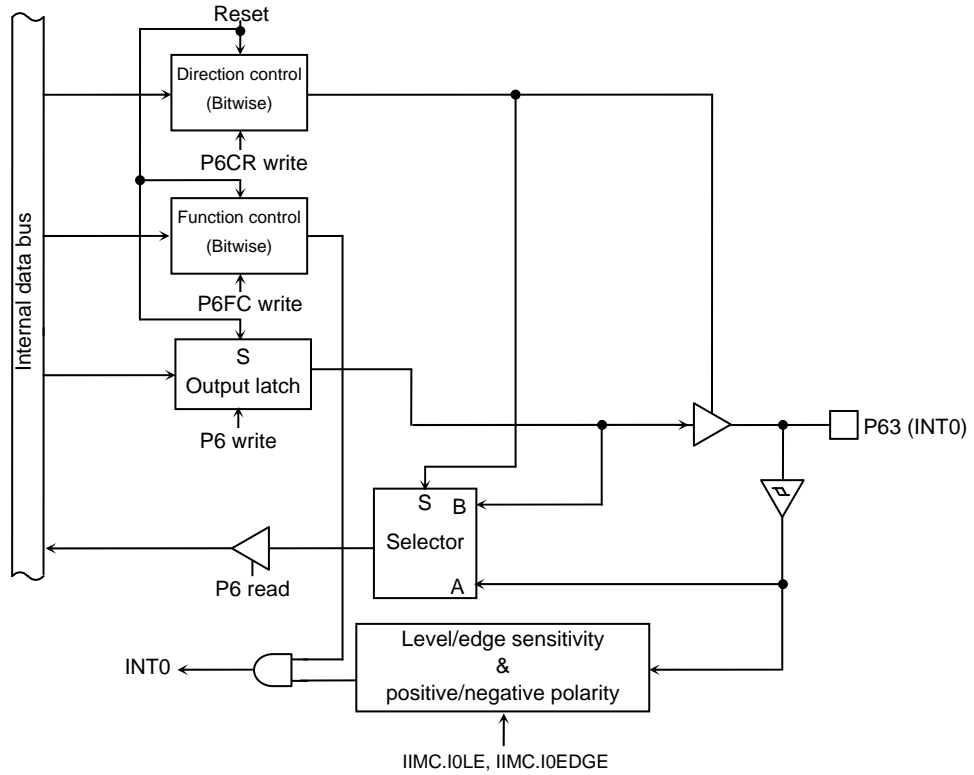 Reset
Direction control
(Bitwise)
P6CR write
Internal data bus
Function control
(Bitwise)
P6FC write
S
Output latch
P6 write
P63 (INT0)
S
B
Selector
A
P6 read
Level/edge sensitivity
&
positive/negative polarity
INT0
IIMC.I0LE, IIMC.I0EDGE